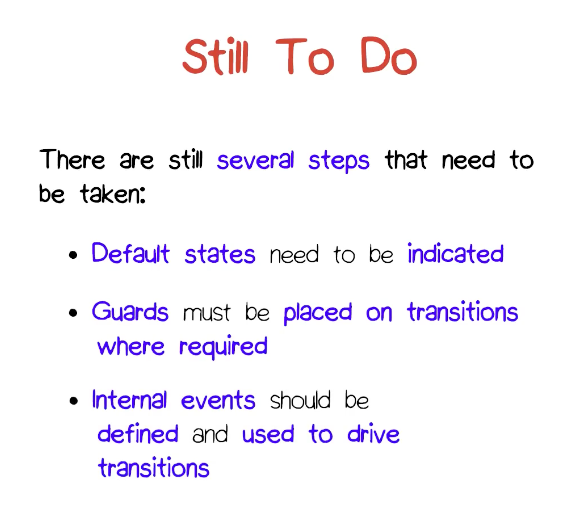 Still To Do
There are still several steps that need to
be taken:
• Default states need to be indicated
• Guards must be placed on transitions
where required
• Internal events should be
defined and used to drive
transitions